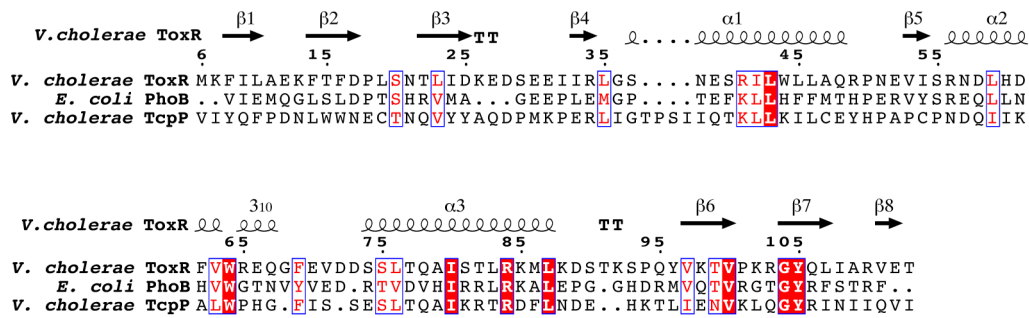 β1 β2 β3 β4 α1 β5 α2
V.cholerae ToxR TT ....
6 15 25 35 45 55
V. cholerae ToxR MKFILAEKFTFDPLSNTLIDKEDSEEIIRLGS....NESRILWLLAQRPNEVISRNDLHD
E. coli PhoB ..VIEMQGLSLDPTSHRVMA...GEEPLEMGP....TEFKLLHFFMTHPERVYSREQLLN
V. cholerae TcpP VIYQFPDNLWWNECTNQVYYAQDPMKPERLIGTPSIIQTKLLKILCEYHPAPCPNDQIIK
3₁₀ α3 β6 β7 β8
V.cholerae ToxR TT
65 75 85 95 105
V. cholerae ToxR FVWREQGFEVDDSSLTQAISTLRKMLKDSTKSPQYVKTVPKRGYQLIARVET
E. coli PhoB HVWGTNVYVED.RTVDVHIRRLRKALEPG.GHDRMVQTVRGTGYRFSTRF..
V. cholerae TcpP ALWPHG.FIS.SESLTQAIKRTRDFLNDE..HKTLIENVKLQGYRINIIQVI